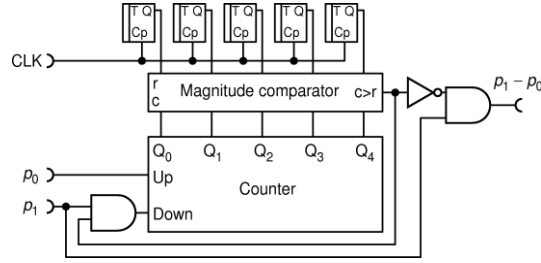 T Q T Q T Q T Q T Q
Cp Cp Cp Cp Cp
CLK
r
c
Magnitude comparator
c>r
p₁ – p₀
Q₀ Q₁ Q₂ Q₃ Q₄
p₀
Up
Counter
p₁
Down